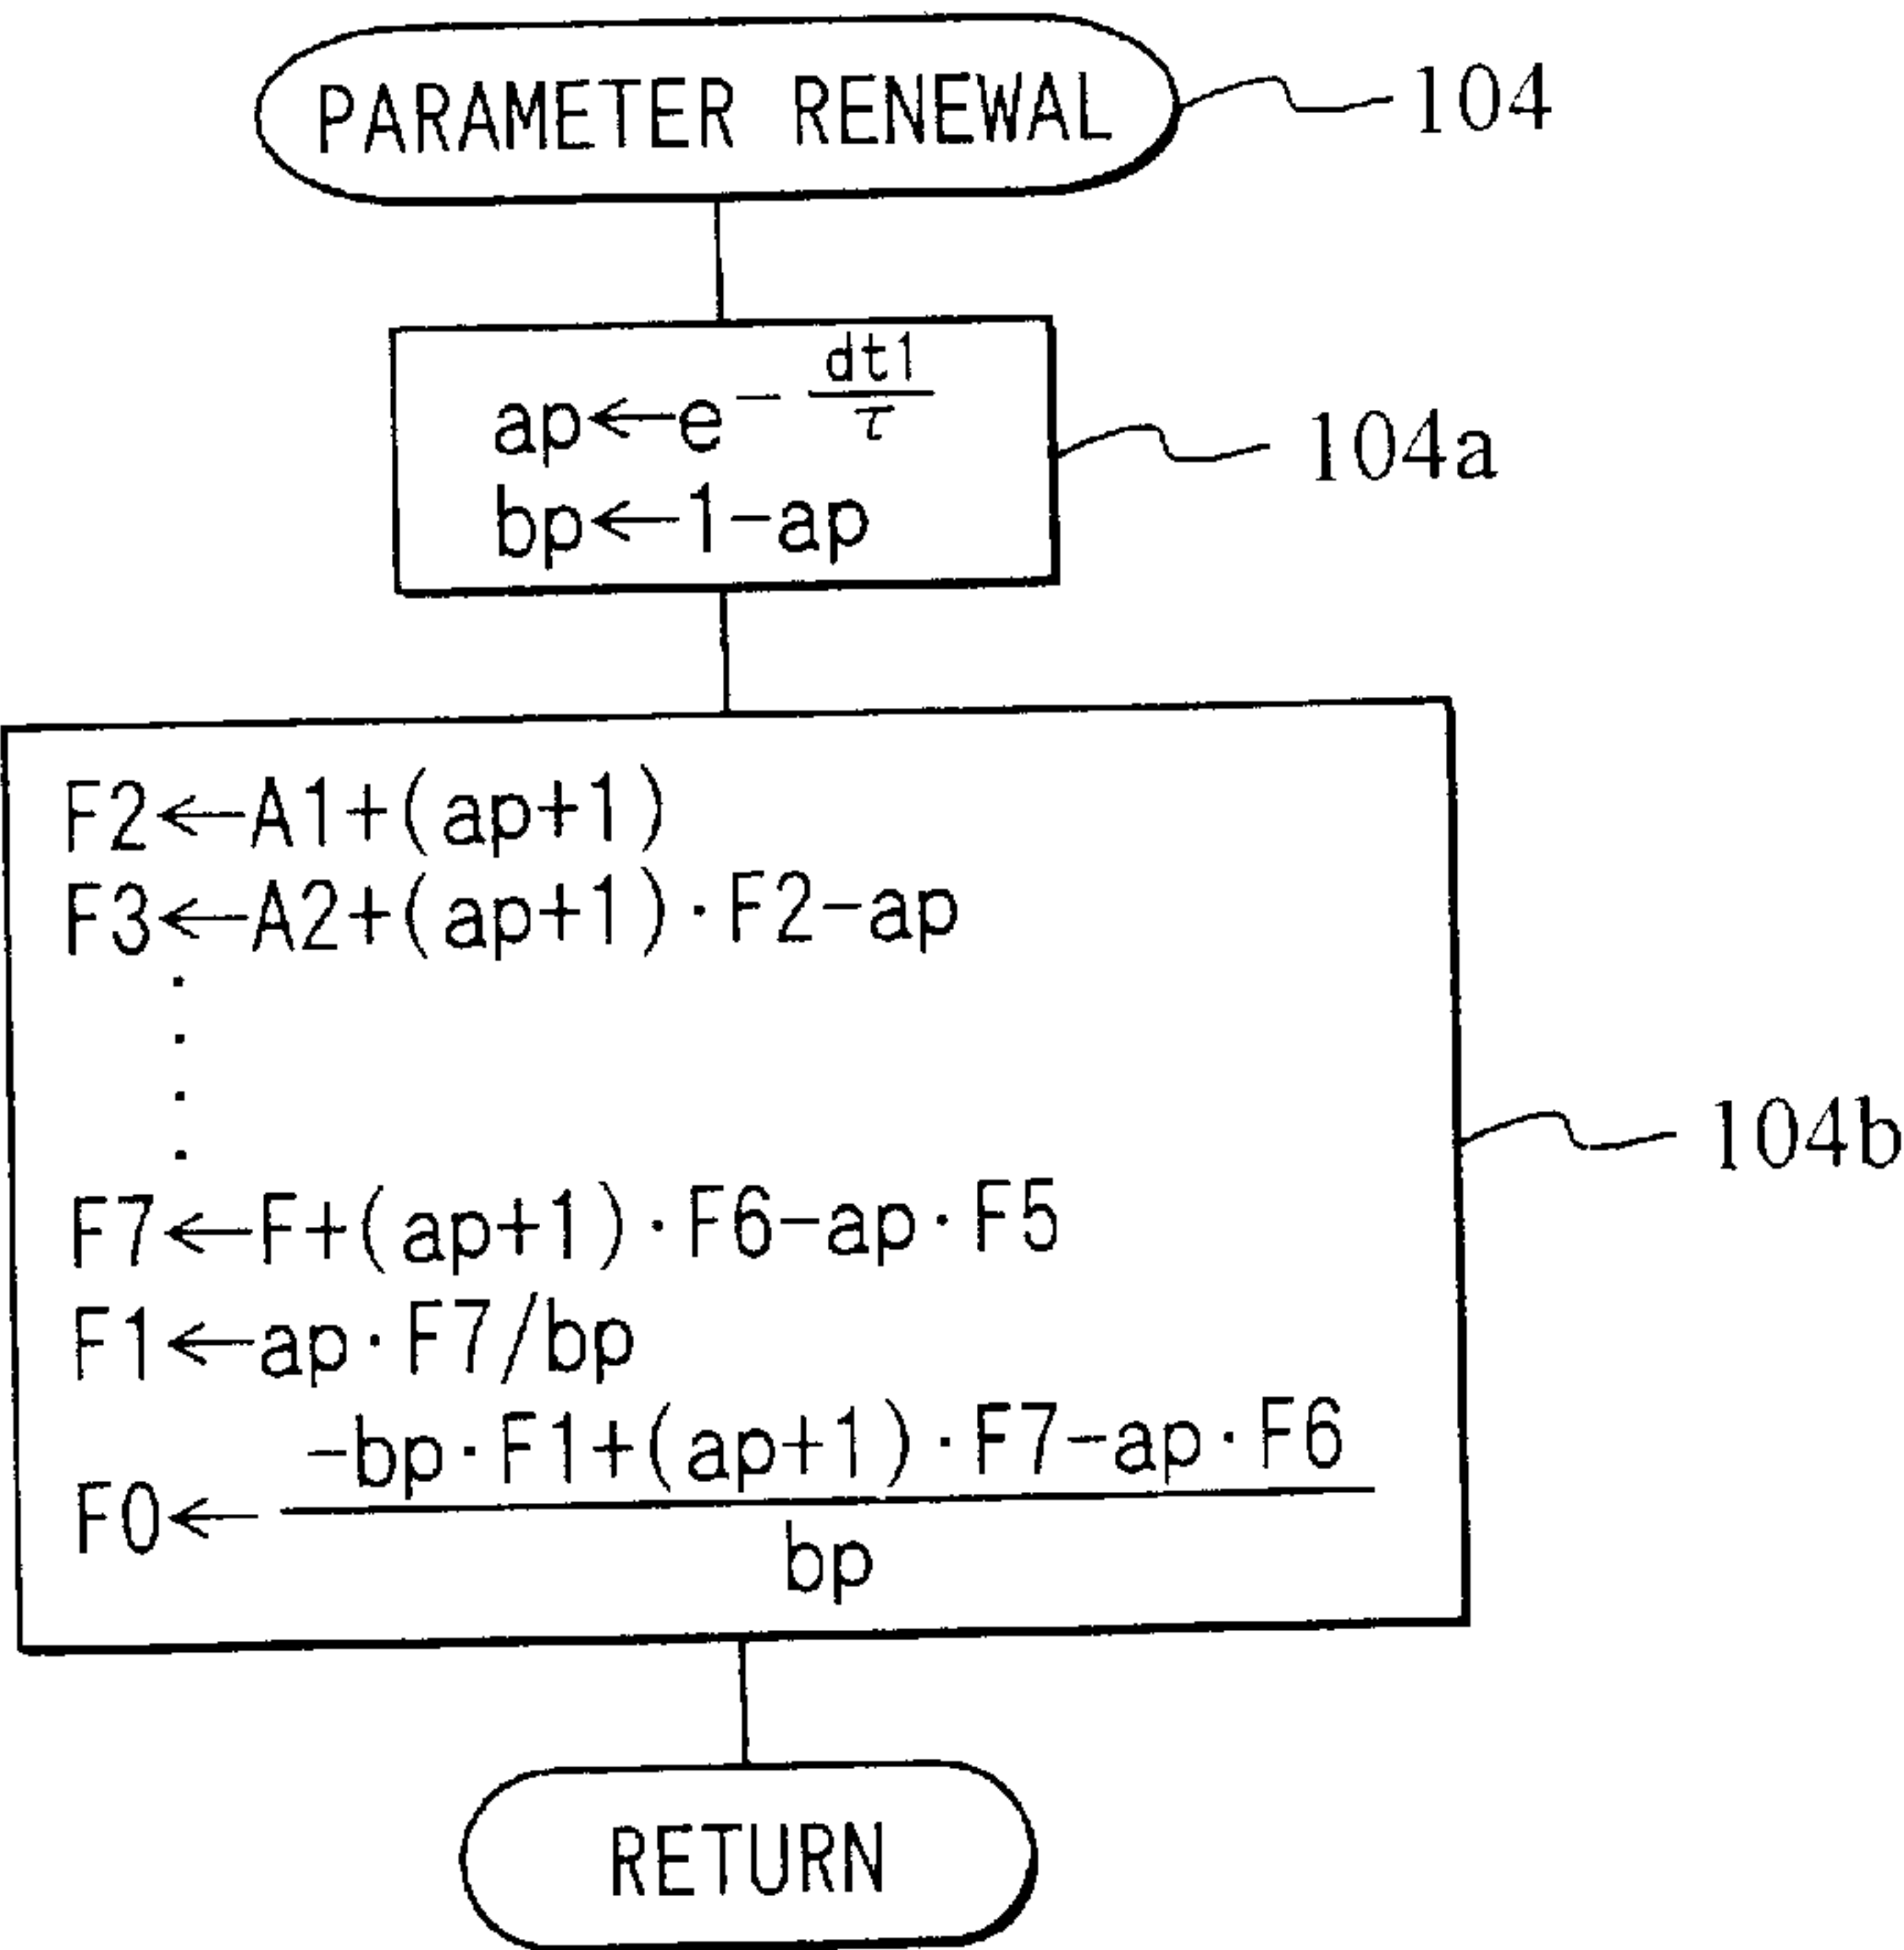 PARAMETER RENEWAL 104
ap←e^-dt1/τ
bp←1-ap
104a
F2←A1+(ap+1)
F3←A2+(ap+1)·F2-ap
·
·
·
·
F7←F+(ap+1)·F6-ap·F5
F1←ap·F7/bp
-bp·F1+(ap+1)·F7-ap·F6
F0←
bp
104b
RETURN